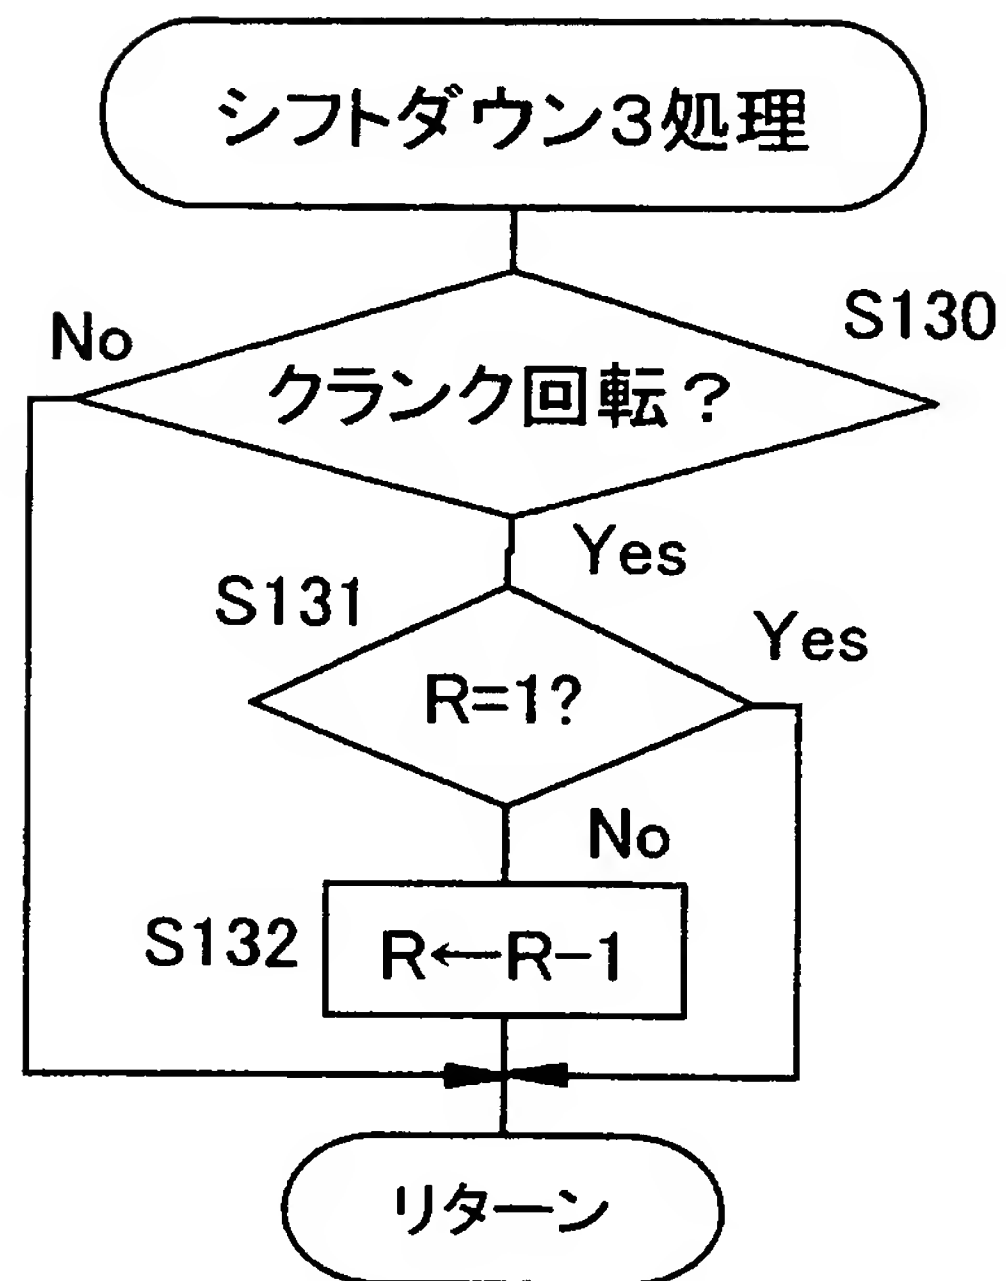 シフトダウン3処理
No
S130
クランク回転?
Yes
S131
Yes
R=1?
No
S132
R←R-1
リターン